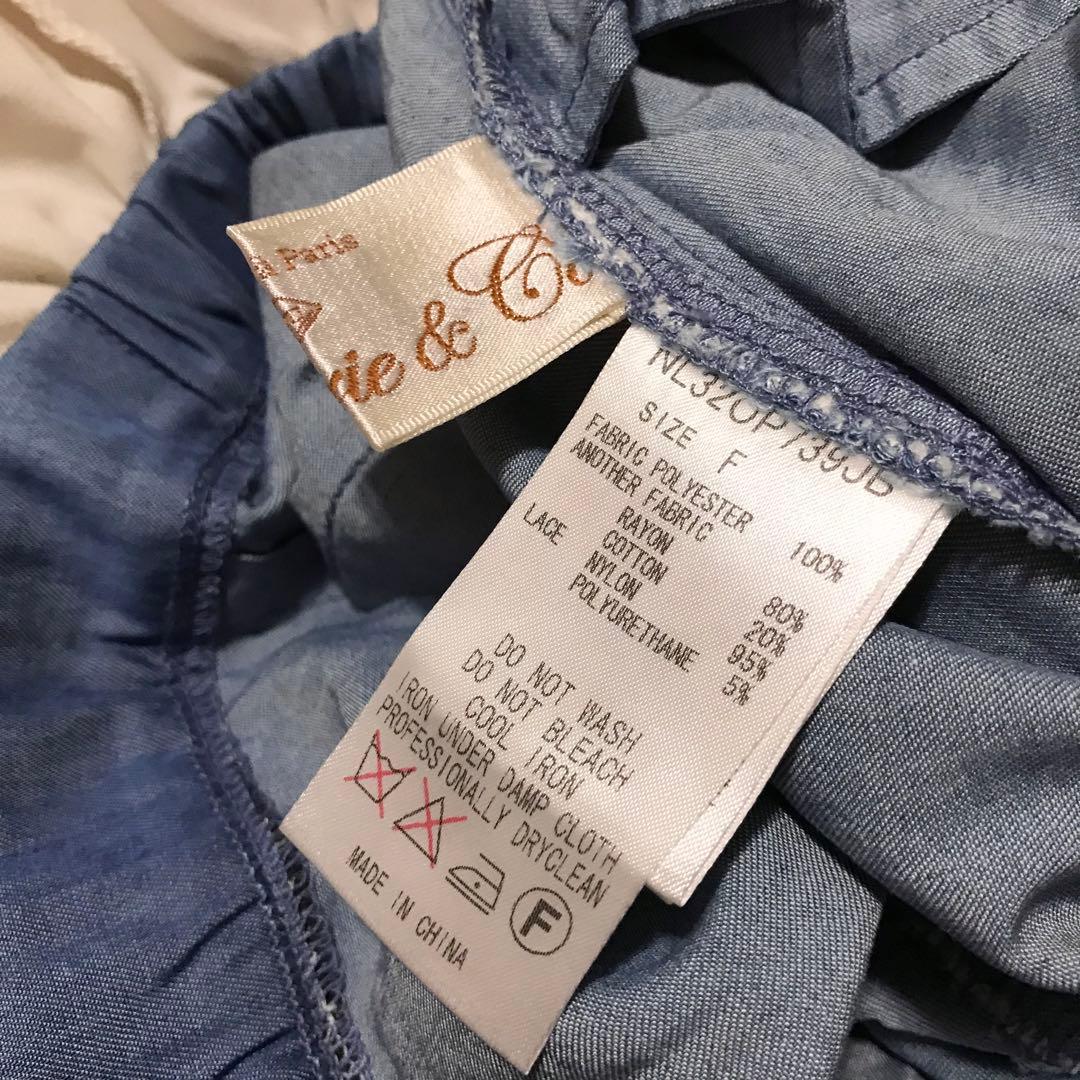 Paris
& Co
NL32OP739JB
SIZE F
FABRIC POLYESTER 100%
ANOTHER FABRIC
RAYON 80%
COTTON 20%
LACE NYLON 95%
POLYURETHANE 5%
DO NOT WASH
DO NOT BLEACH
COOL IRON
IRON UNDER DAMP CLOTH
PROFESSIONALLY DRYCLEAN
F
MADE IN CHINA